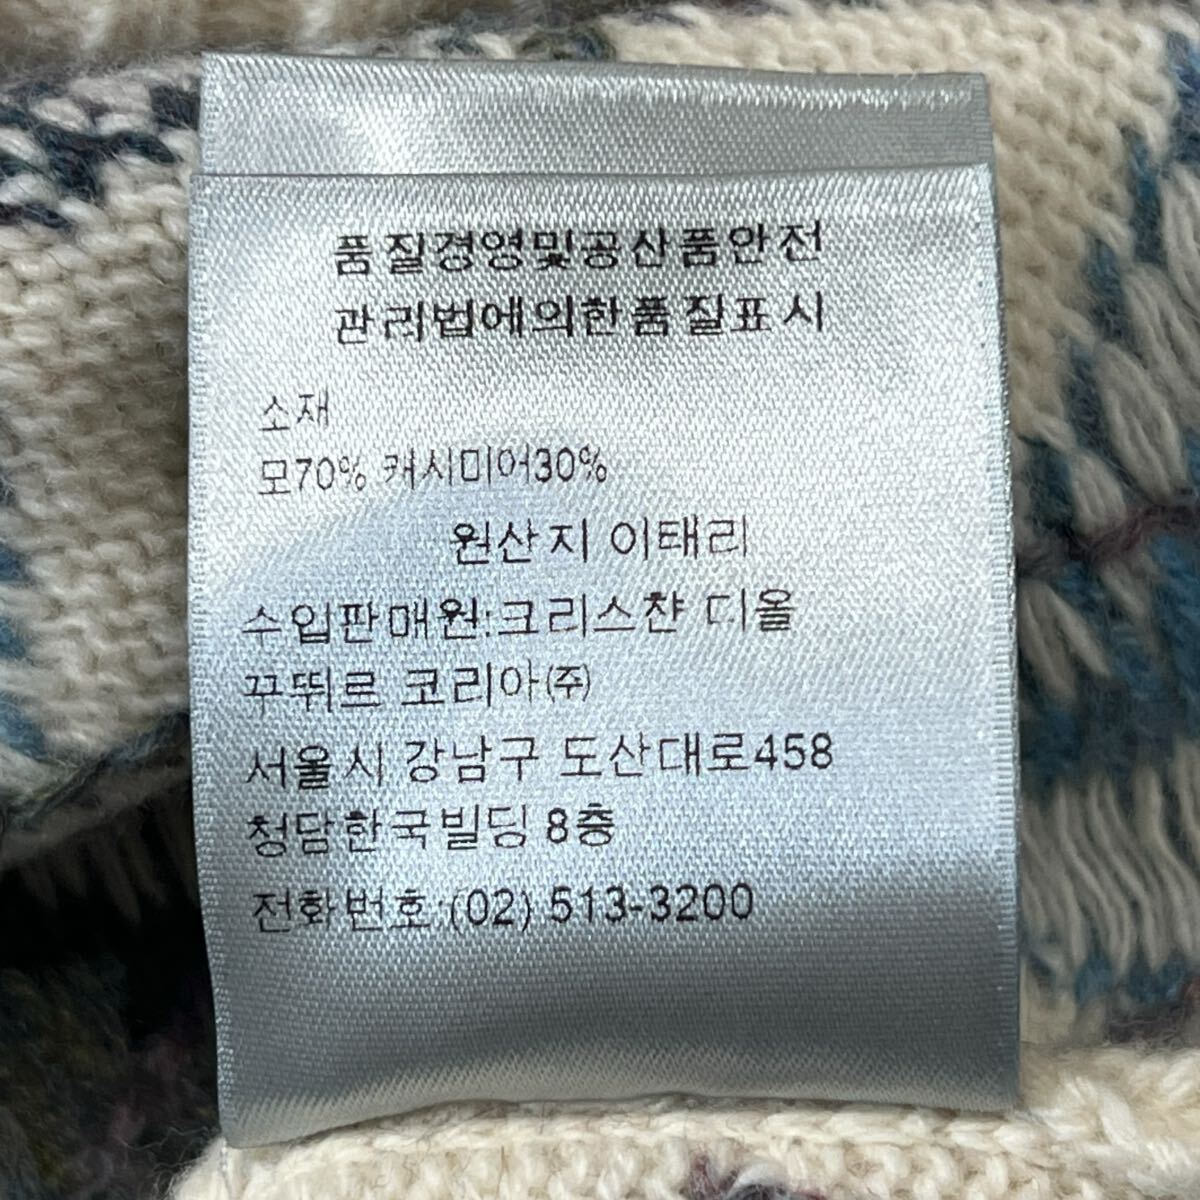 품질경영및공산품안전
관리법에의한품질표시
소재
모70% 캐시미어30%
원산지 이태리
수입판매원:크리스챤 디올
꾸뛰르 코리아(주)
서울시 강남구 도산대로458
청담한국빌딩 8층
전화번호:(02) 513-3200